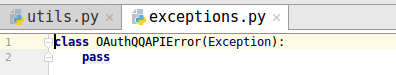 utils.py × exceptions.py ×
1 class OAuthQQAPIError(Exception):
2 pass